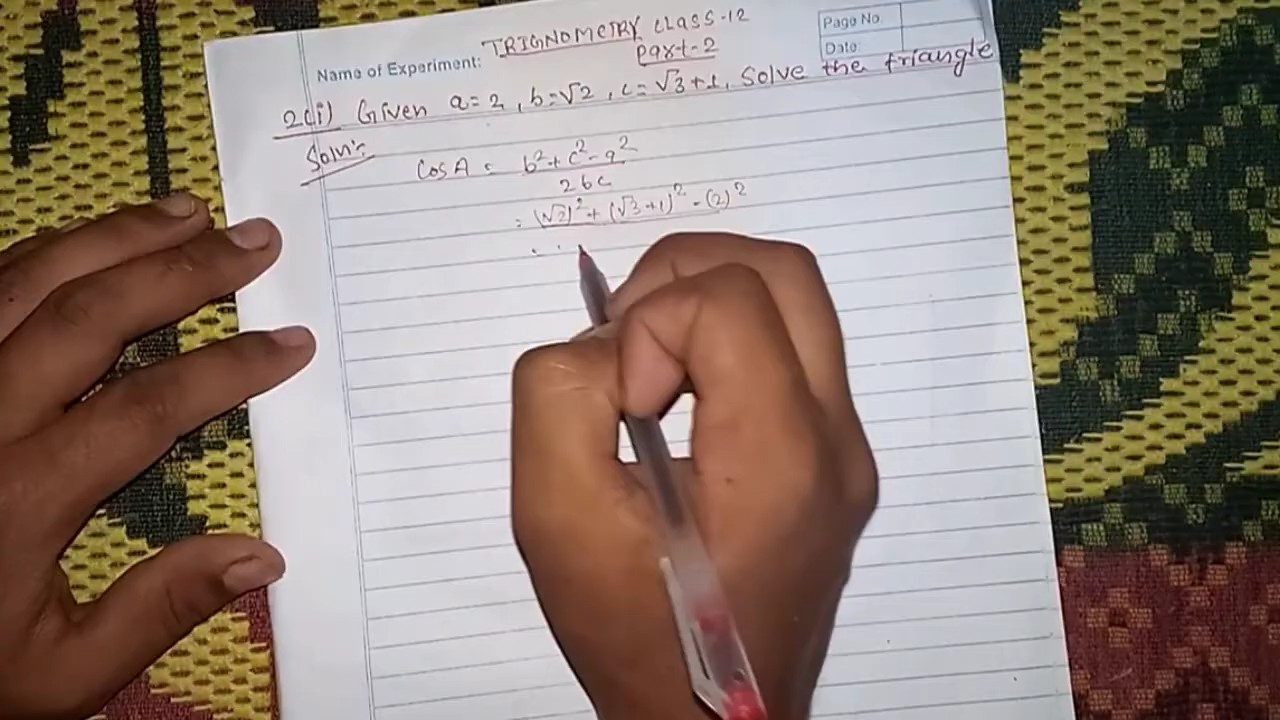 TRIGNOMETRY CLASS-12
Part-2
Page No.
Date:
Name of Experiment:
2(i) Given a=2, b=√2, c=√3+1, Solve the triangle
Solnː
Cos A = b²+c²-a²
2bc
= (√2)²+(√3+1)²-(2)²